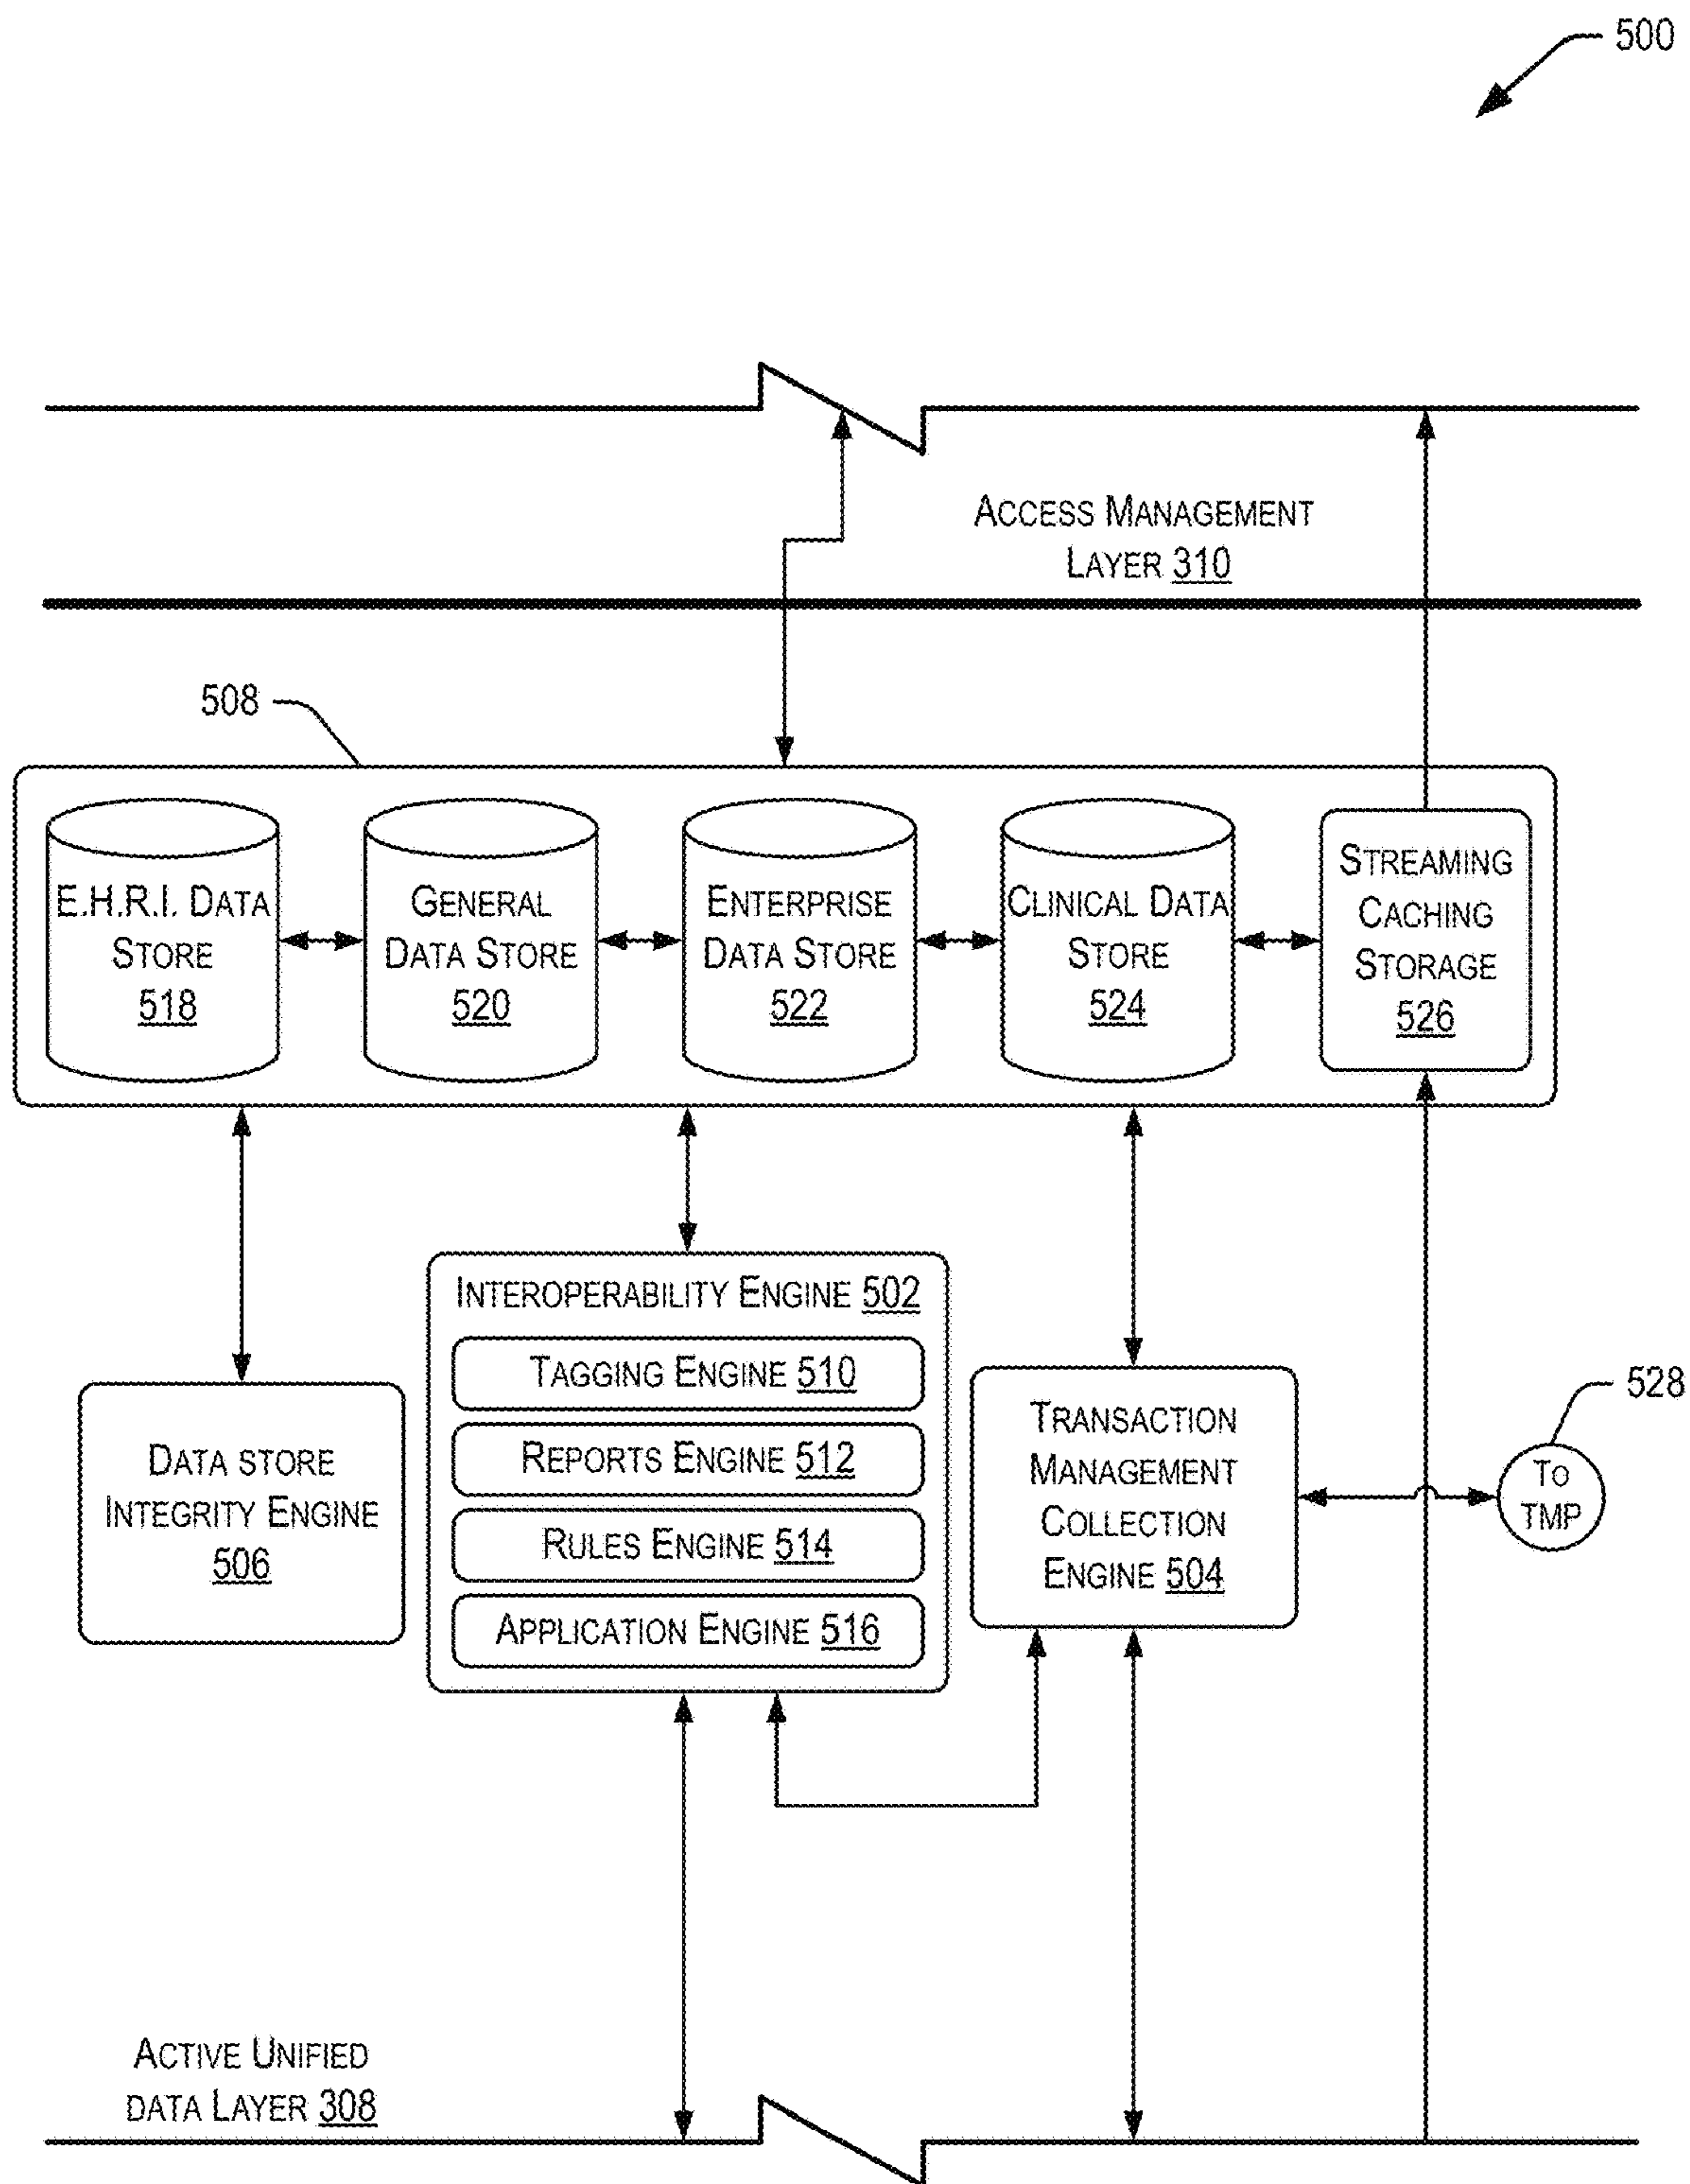 500
ACCESS MANAGEMENT
LAYER 310
508
E.H.R.I. DATA
STORE
518
GENERAL
DATA STORE
520
ENTERPRISE
DATA STORE
522
CLINICAL DATA
STORE
524
STREAMING
CACHING
STORAGE
526
INTEROPERABILITY ENGINE 502
TAGGING ENGINE 510
REPORTS ENGINE 512
RULES ENGINE 514
APPLICATION ENGINE 516
DATA STORE
INTEGRITY ENGINE
506
TRANSACTION
MANAGEMENT
COLLECTION
ENGINE 504
528
TO
TMP
ACTIVE UNIFIED
DATA LAYER 308